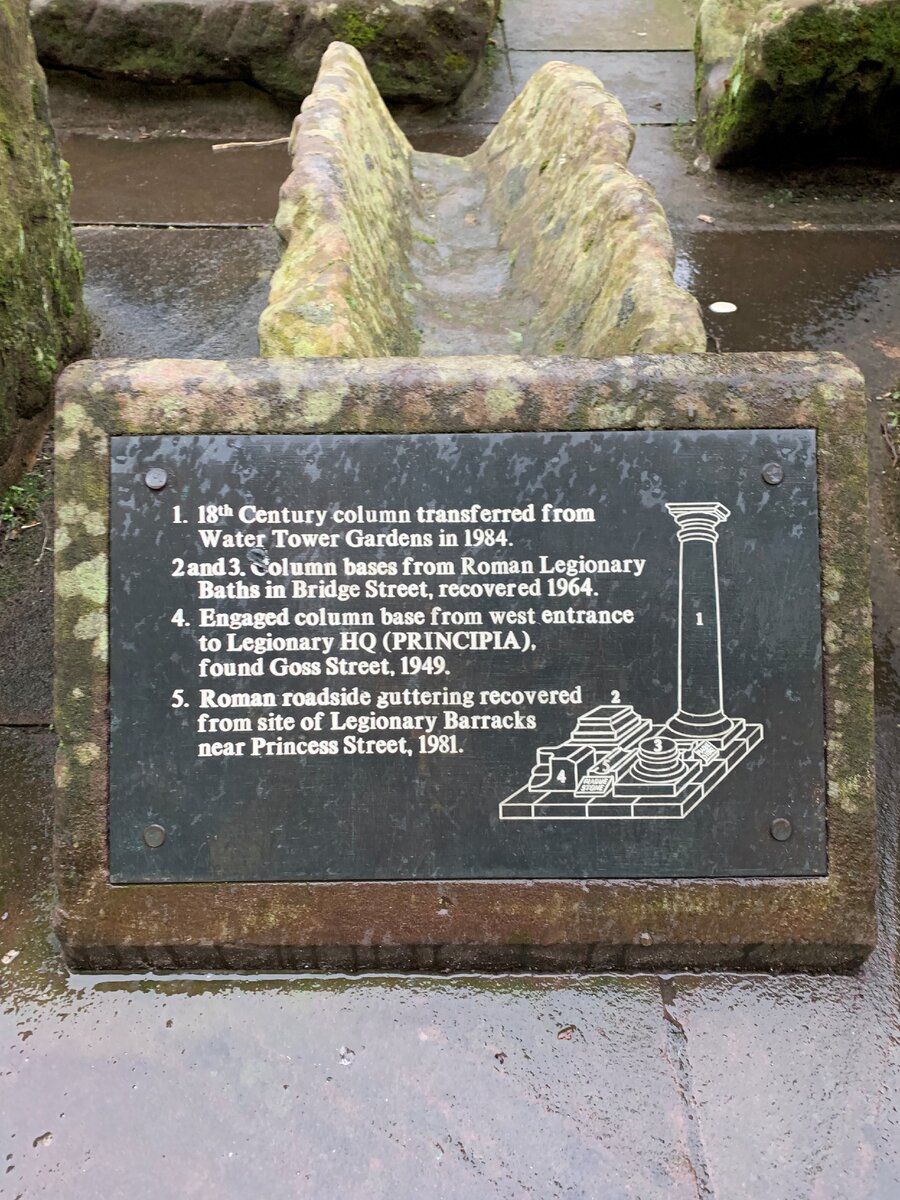 1. 18th Century column transferred from
Water Tower Gardens in 1984.
2 and 3. Column bases from Roman Legionary
Baths in Bridge Street, recovered 1964.
4. Engaged column base from west entrance
to Legionary HQ (PRINCIPIA),
found Goss Street, 1949.
5. Roman roadside guttering recovered
from site of Legionary Barracks
near Princess Street, 1981.
1
2
3
4
PLAQUE
STONE